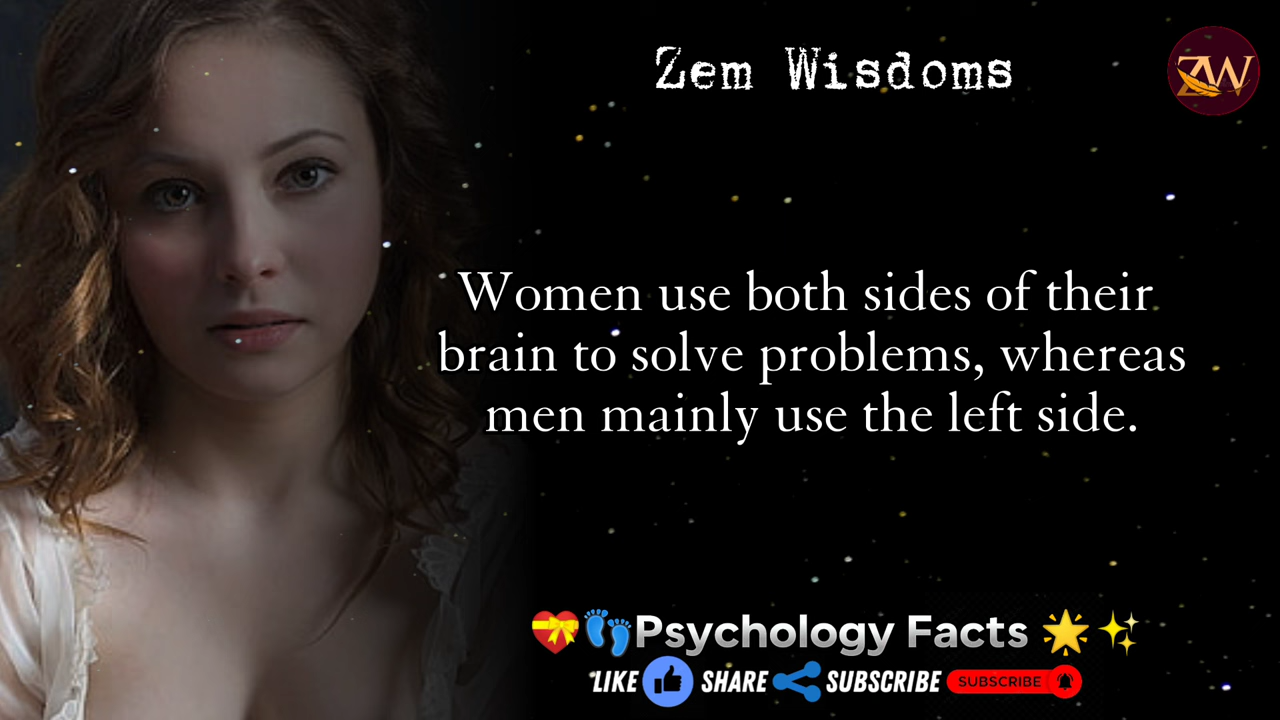 Zem Wisdoms
ZW
Women use both sides of their
brain to solve problems, whereas
men mainly use the left side.
Psychology Facts
LIKE SHARE SUBSCRIBE SUBSCRIBE